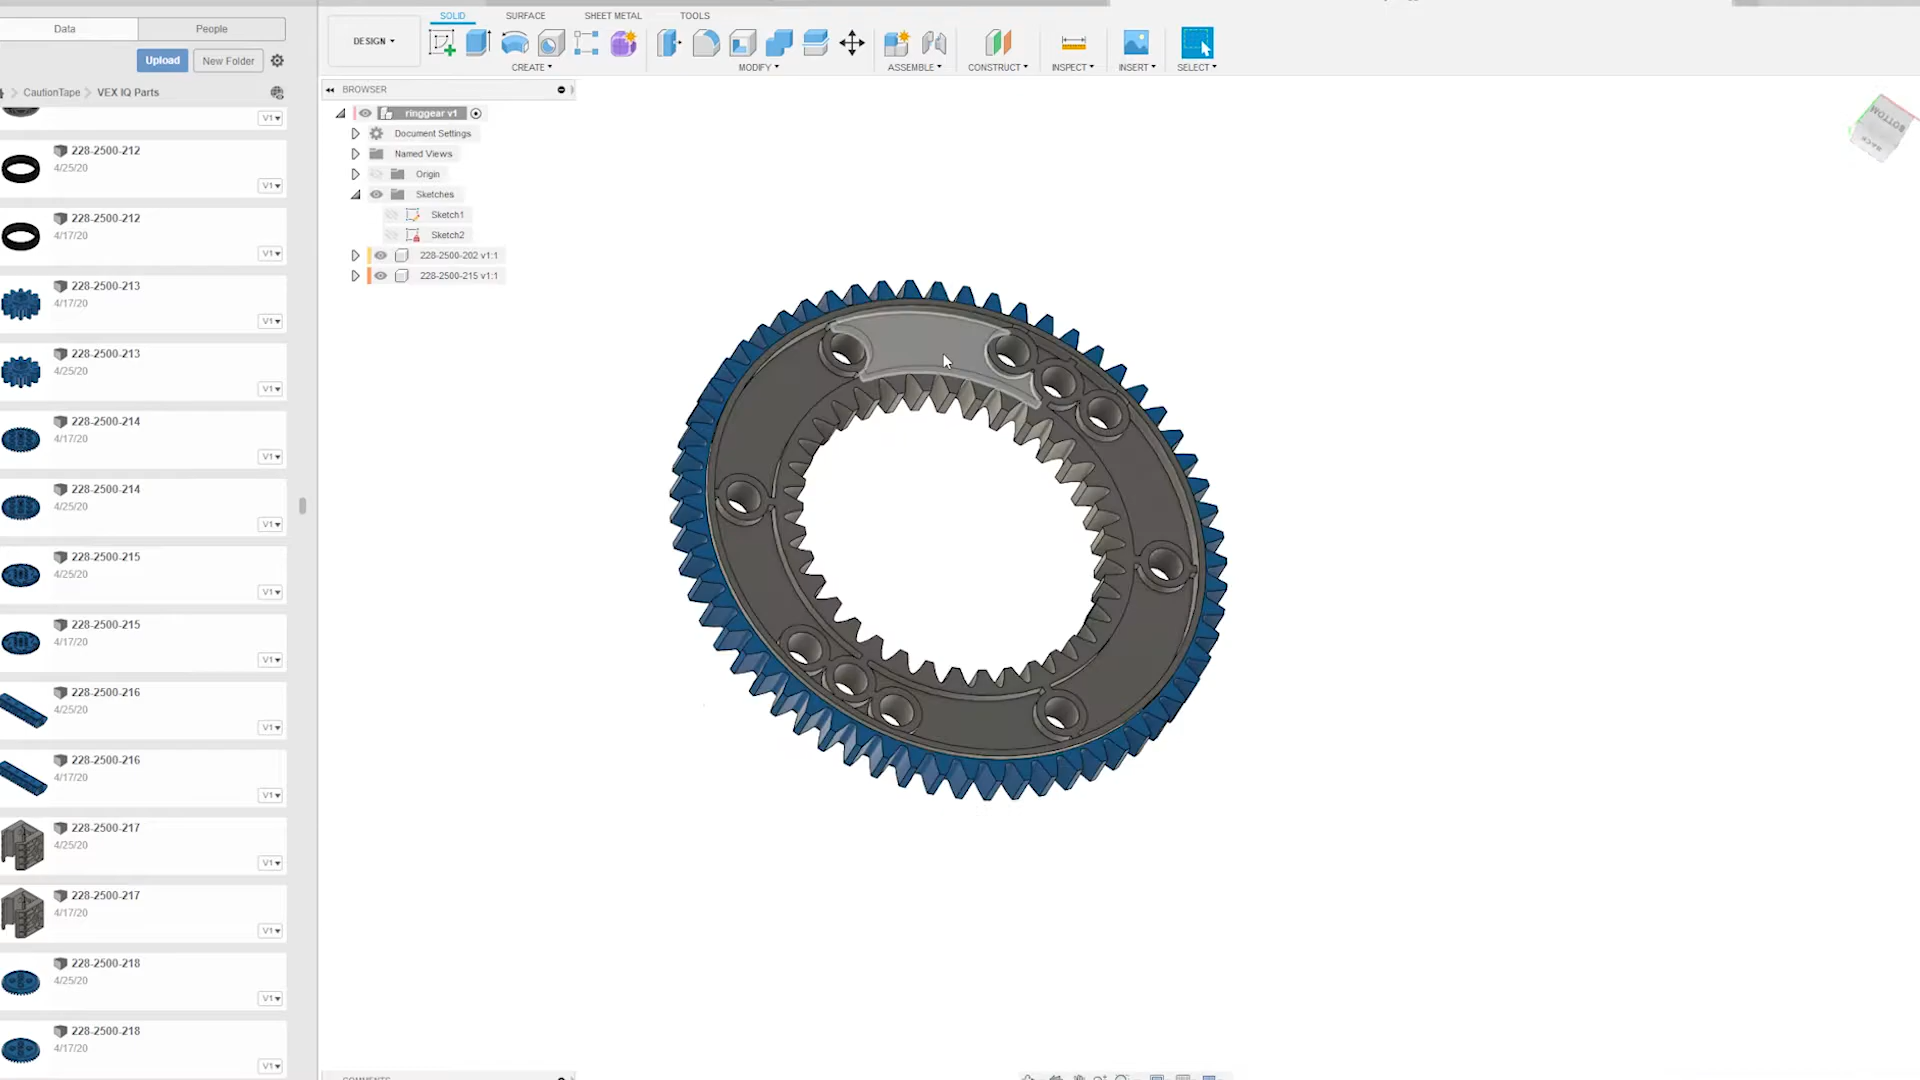 Data
People
Upload
New Folder
CautionTape
VEX IQ Parts
V1
228-2500-212
4/25/20
V1
228-2500-212
4/17/20
V1
228-2500-213
4/17/20
V1
228-2500-213
4/25/20
V1
228-2500-214
4/17/20
V1
228-2500-214
4/25/20
V1
228-2500-215
4/25/20
V1
228-2500-215
4/17/20
V1
228-2500-216
4/25/20
V1
228-2500-216
4/17/20
V1
228-2500-217
4/25/20
V1
228-2500-217
4/17/20
V1
228-2500-218
4/25/20
V1
228-2500-218
4/17/20
V1
DESIGN
SOLID
SURFACE
SHEET METAL
TOOLS
CREATE
MODIFY
ASSEMBLE
CONSTRUCT
INSPECT
INSERT
SELECT
BROWSER
ringgear v1
Document Settings
Named Views
Origin
Sketches
Sketch1
Sketch2
228-2500-202 v1:1
228-2500-215 v1:1
BOTTOM
BACK
COMMENTS